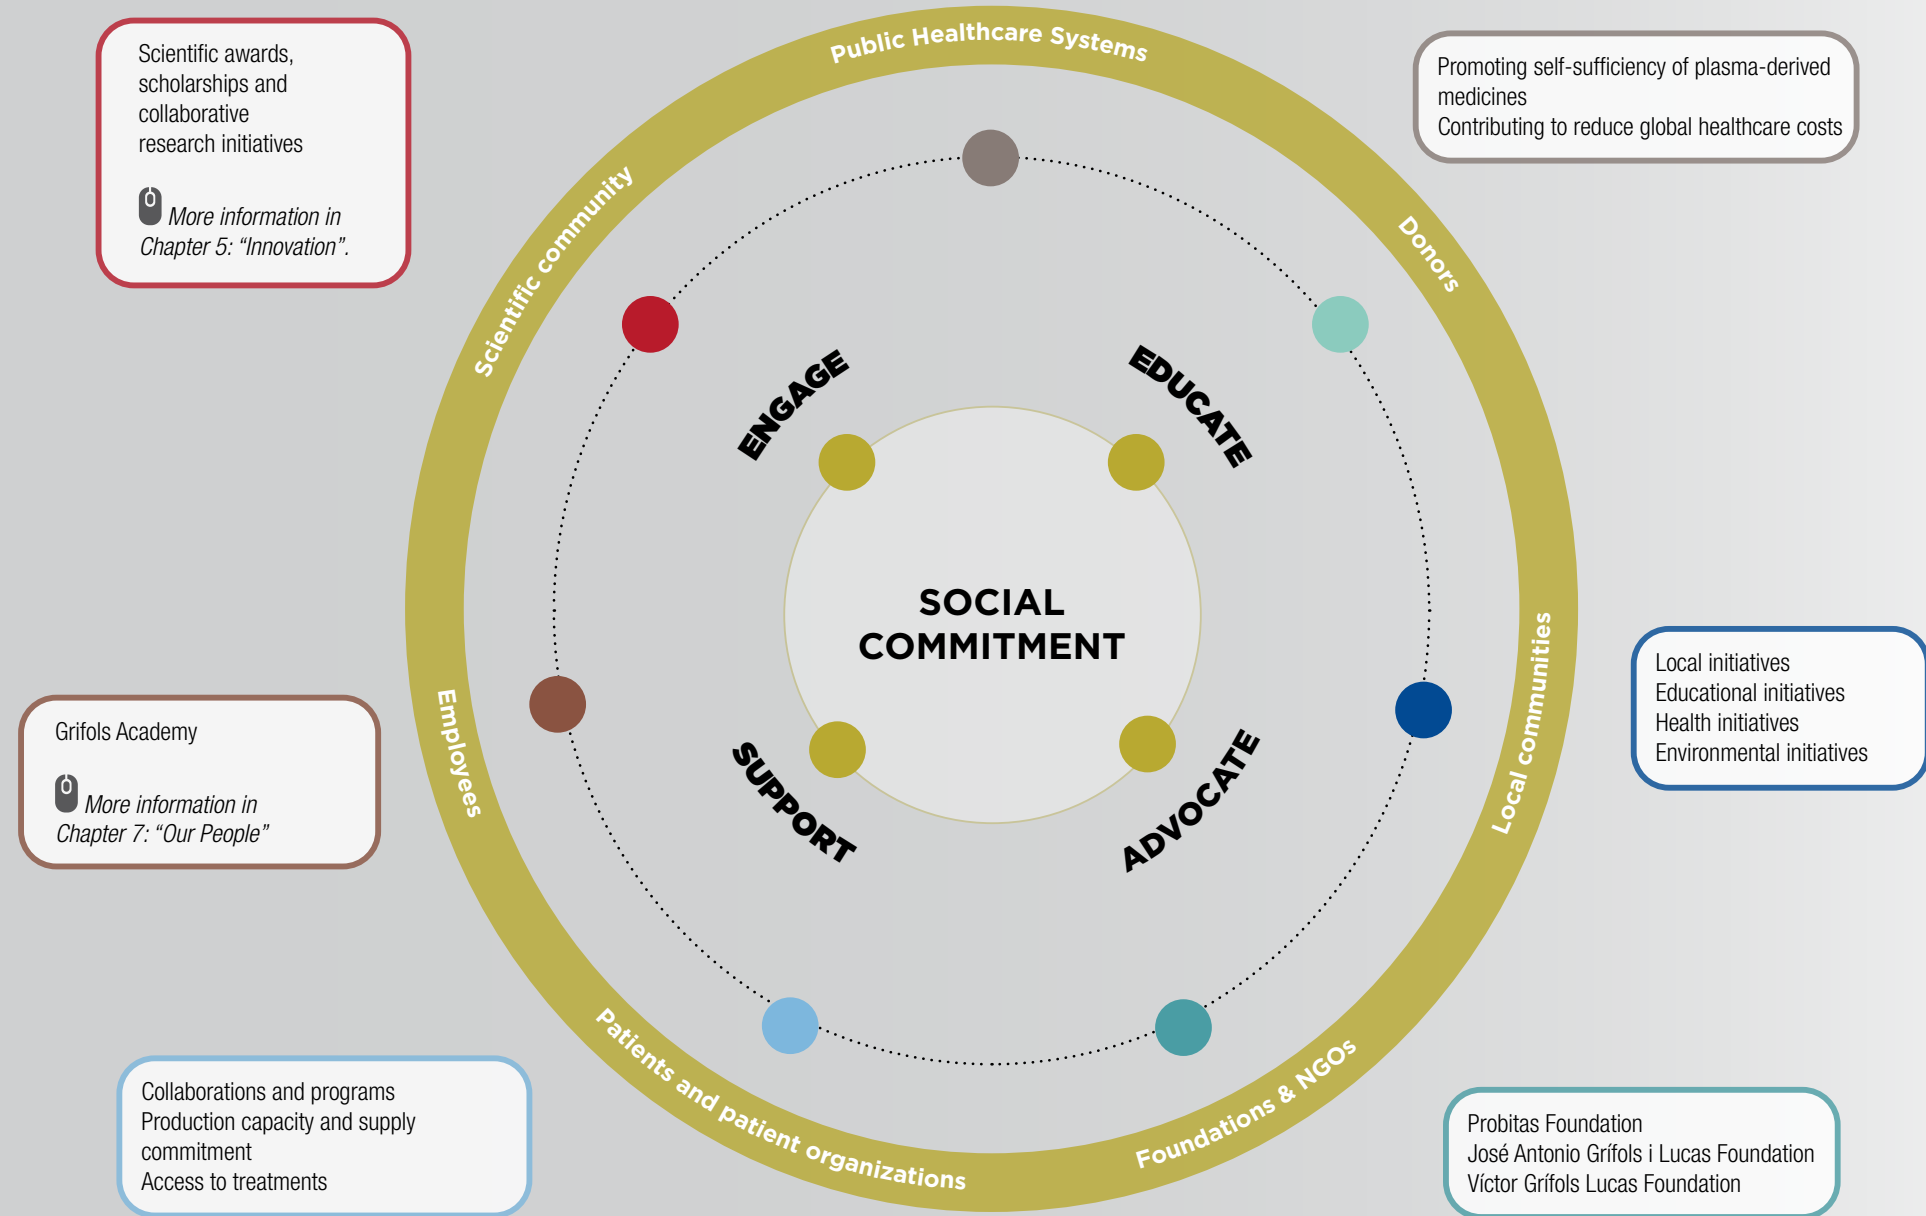 Scientific awards,
scholarships and
collaborative
research initiatives
More information in
Chapter 5: “Innovation”.
Public Healthcare Systems
Promoting self-sufficiency of plasma-derived
medicines
Contributing to reduce global healthcare costs
Scientific community
Donors
ENGAGE
EDUCATE
SOCIAL
COMMITMENT
SUPPORT
ADVOCATE
Employees
Local communities
Grifols Academy
More information in
Chapter 7: “Our People”
Local initiatives
Educational initiatives
Health initiatives
Environmental initiatives
Patients and patient organizations
Foundations & NGOs
Collaborations and programs
Production capacity and supply
commitment
Access to treatments
Probitas Foundation
José Antonio Grífols i Lucas Foundation
Víctor Grífols Lucas Foundation